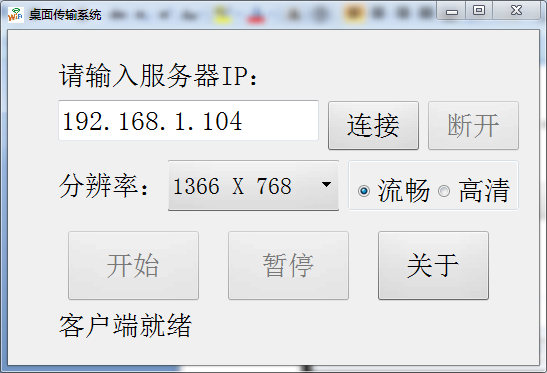 桌面传输系统
请输入服务器IP：
192.168.1.104 连接 断开
分辨率： 1366 X 768 流畅 高清
开始 暂停 关于
客户端就绪